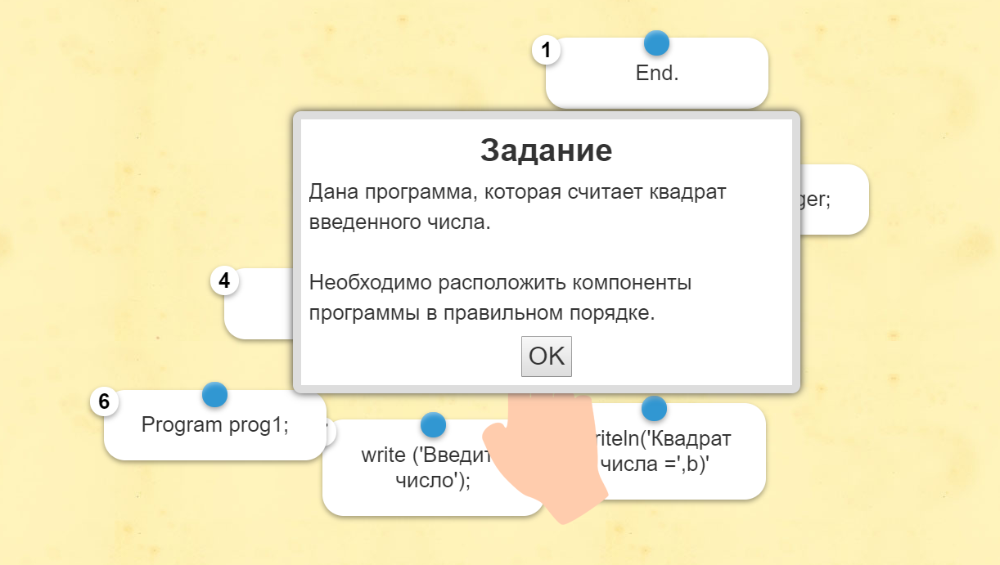 1
End.
Задание
Дана программа, которая считает квадрат
введенного числа.
ger;
Необходимо расположить компоненты
4
программы в правильном порядке.
OK
6
Program prog1;
write ('Введит
число');
riteln('Квадрат
числа =',b)'